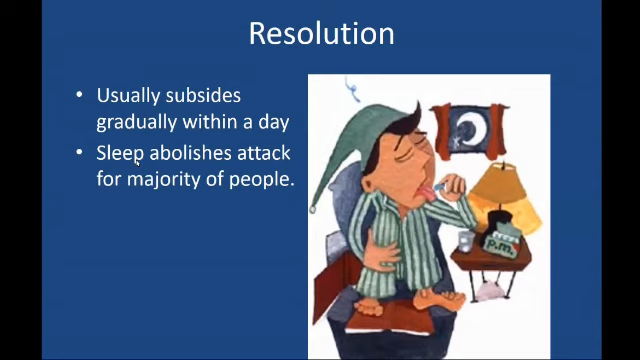 Resolution
• Usually subsides
gradually within a day
• Sleep abolishes attack
for majority of people.
P.M.